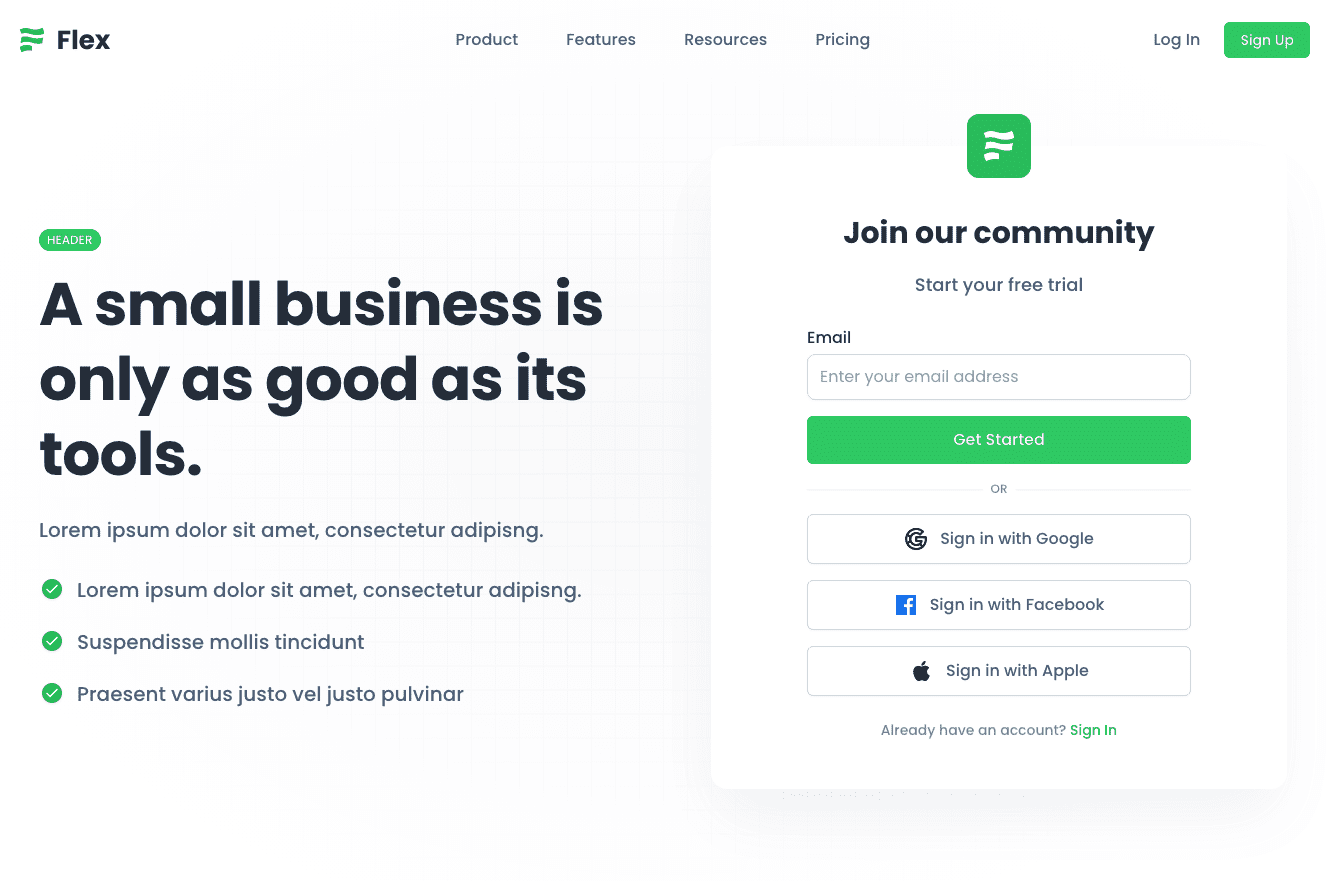 Flex
Product
Features
Resources
Pricing
Log In
Sign Up
HEADER
A small business is
only as good as its
tools.
Lorem ipsum dolor sit amet, consectetur adipisng.
Lorem ipsum dolor sit amet, consectetur adipisng.
Suspendisse mollis tincidunt
Praesent varius justo vel justo pulvinar
Join our community
Start your free trial
Email
Enter your email address
Get Started
OR
Sign in with Google
Sign in with Facebook
Sign in with Apple
Already have an account? Sign In